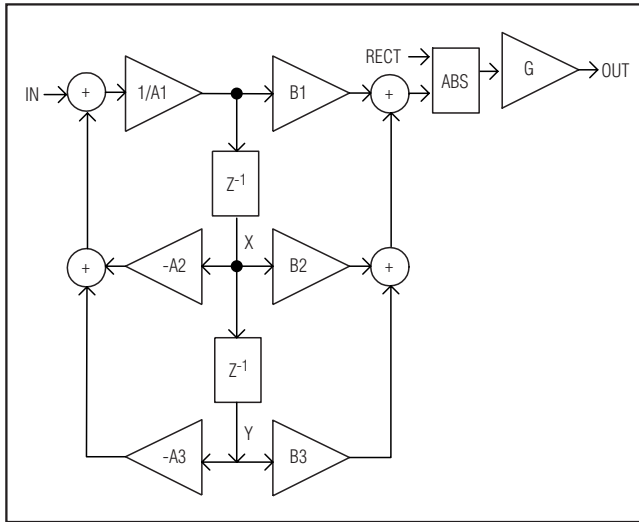 RECT
IN + 1/A1 B1 + ABS G OUT
Z-1
X
+ -A2 B2 +
Z-1
Y
-A3 B3